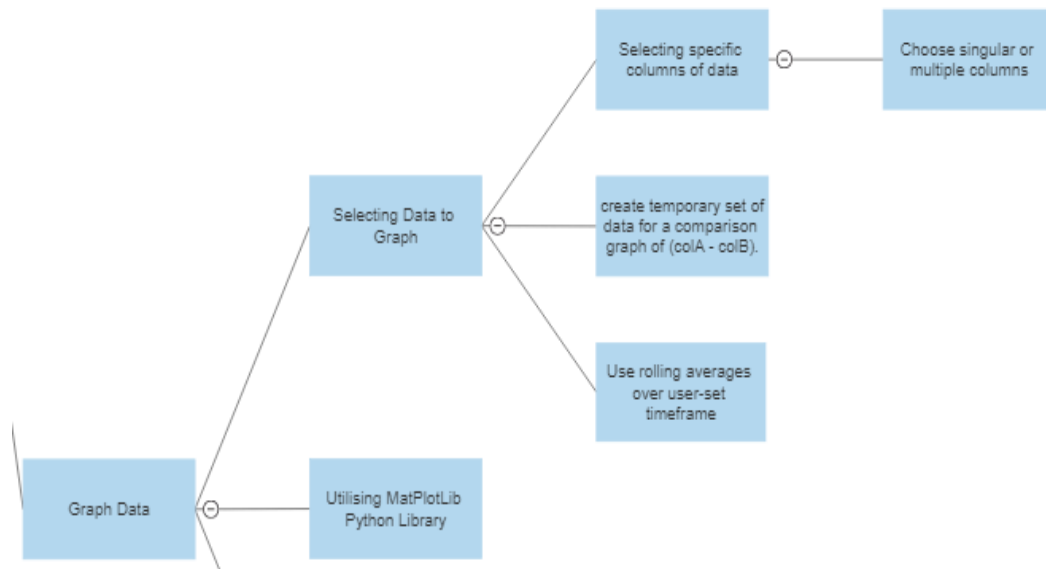 Selecting specific
columns of data
Choose singular or
multiple columns
Selecting Data to
Graph
create temporary set of
data for a comparison
graph of (colA - colB).
Use rolling averages
over user-set
timeframe
Graph Data
Utilising MatPlotLib
Python Library